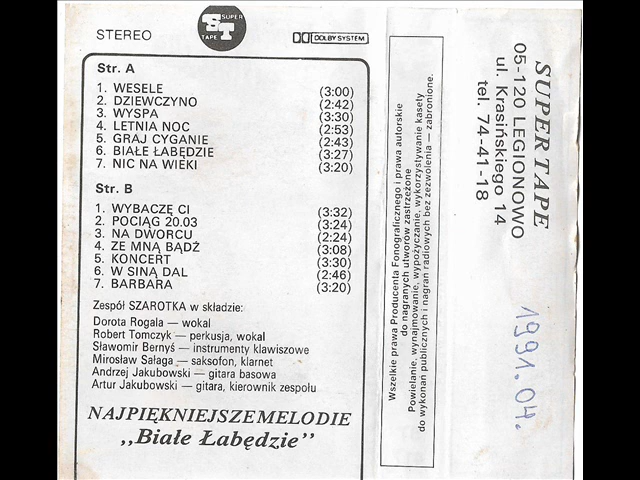 STEREO
SUPER
ST
TAPE
DOLBY SYSTEM
Str. A
1. WESELE (3:00)
2. DZIEWCZYNO (2:42)
3. WYSPA (3:30)
4. LETNIA NOC (2:53)
5. GRAJ CYGANIE (2:43)
6. BIAŁE ŁABĘDZIE (3:27)
7. NIC NA WIEKI (3:20)
Str. B
1. WYBACZĘ CI (3:32)
2. POCIĄG 20.03 (3:24)
3. NA DWORCU (2:24)
4. ZE MNĄ BĄDŹ (3:08)
5. KONCERT (3:30)
6. W SINĄ DAL (2:46)
7. BARBARA (3:20)
Zespół SZAROTKA w składzie:
Dorota Rogala — wokal
Robert Tomczyk — perkusja, wokal
Sławomir Bernyś — instrumenty klawiszowe
Mirosław Sałaga — saksofon, klarnet
Andrzej Jakubowski — gitara basowa
Artur Jakubowski — gitara, kierownik zespołu
NAJPIĘKNIEJSZE MELODIE
,,Białe Łabędzie”
Wszelkie prawa Producenta Fonograficznego i prawa autorskie
do nagranych utworów zastrzeżone
Powielanie, wynajmowanie, wypożyczanie, wykorzystywanie kasety
do wykonań publicznych i nagrań radiowych bez zezwolenia — zabronione.
SUPER TAPE
05-120 LEGIONOWO
ul. Krasińskiego 14
tel. 74-41-18
1991.04.